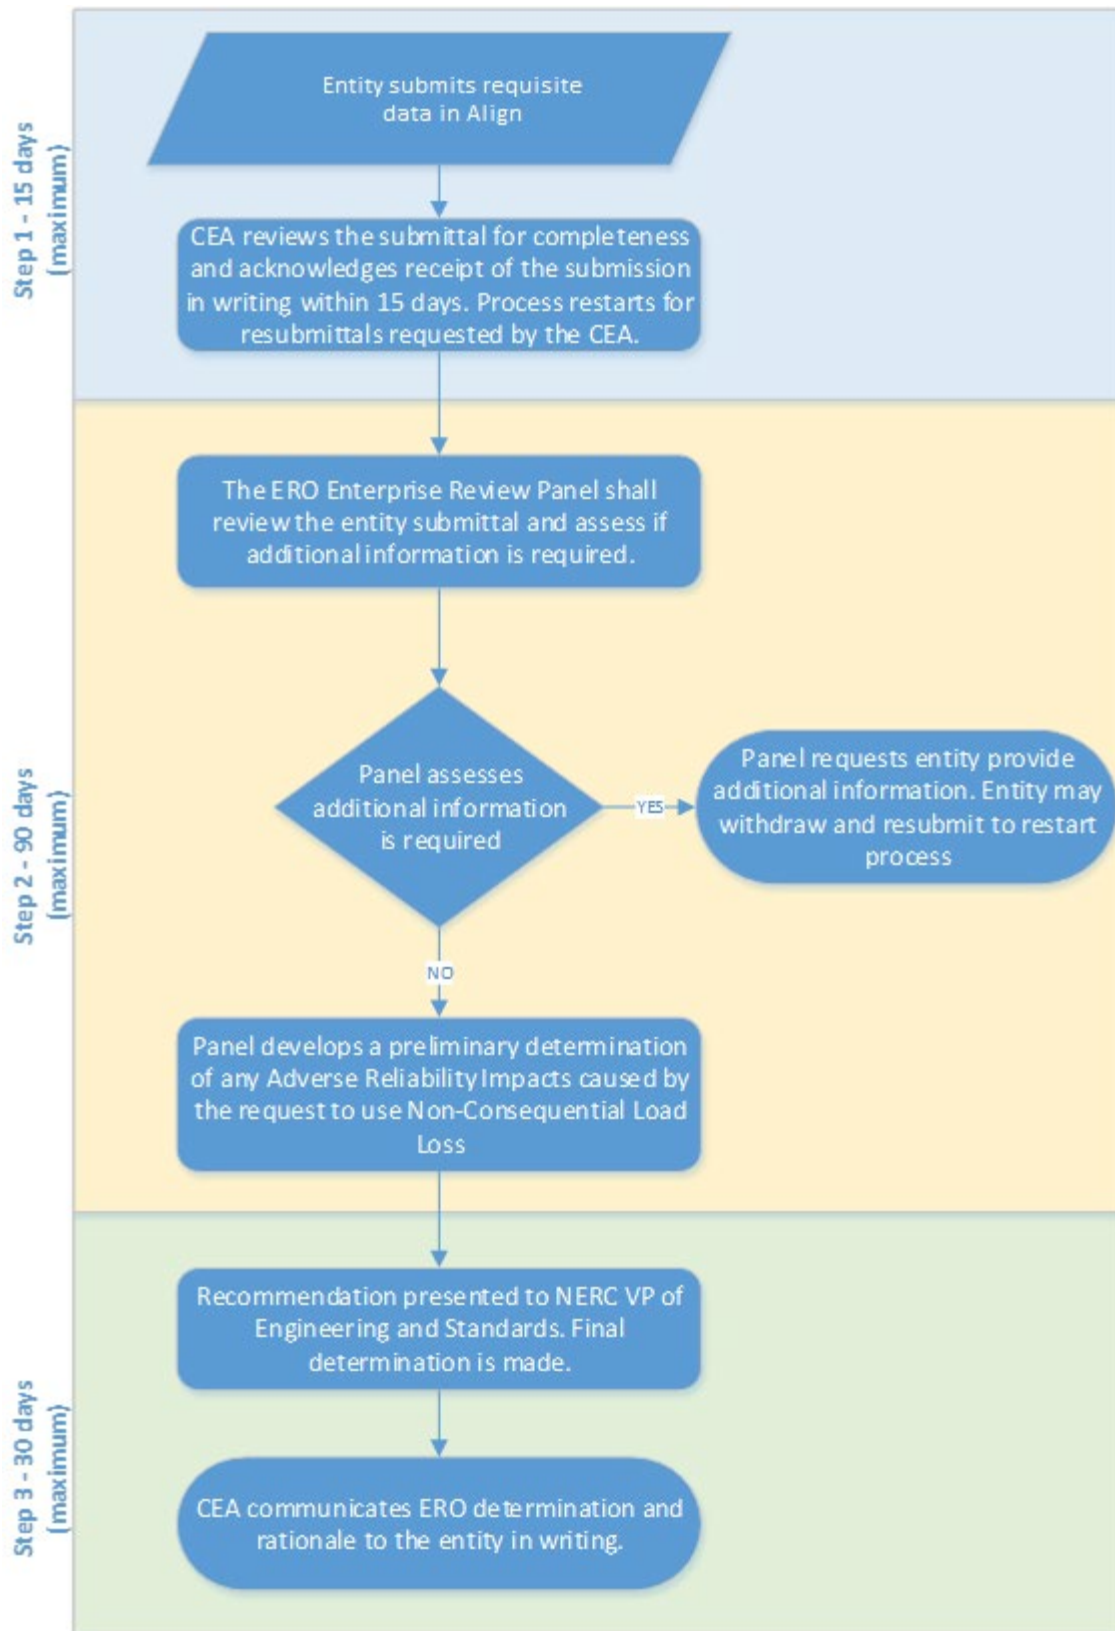 Step 1 - 15 days
(maximum)
Entity submits requisite
data in Align
CEA reviews the submittal for completeness
and acknowledges receipt of the submission
in writing within 15 days. Process restarts for
resubmittals requested by the CEA.
Step 2 - 90 days
(maximum)
The ERO Enterprise Review Panel shall
review the entity submittal and assess if
additional information is required.
Panel assesses
additional information
is required
YES
Panel requests entity provide
additional information. Entity may
withdraw and resubmit to restart
process
NO
Panel develops a preliminary determination
of any Adverse Reliability Impacts caused by
the request to use Non-Consequential Load
Loss
Step 3 - 30 days
(maximum)
Recommendation presented to NERC VP of
Engineering and Standards. Final
determination is made.
CEA communicates ERO determination and
rationale to the entity in writing.